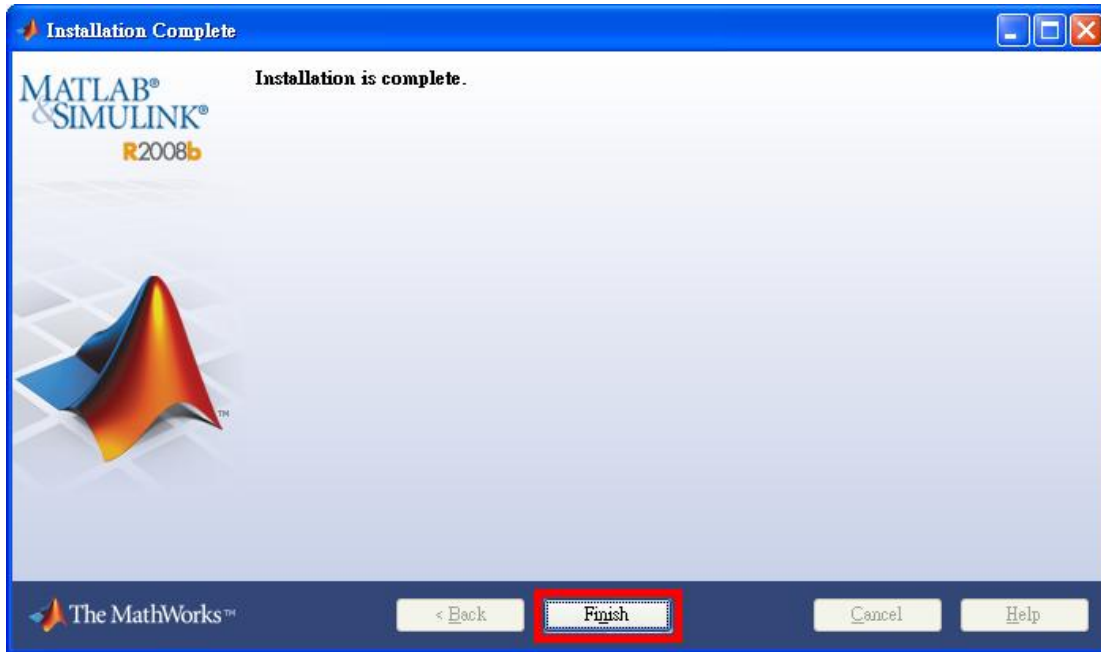 Installation Complete
MATLAB®
&SIMULINK®
R2008b
Installation is complete.
TM
The MathWorks™
< Back
Finish
Cancel
Help